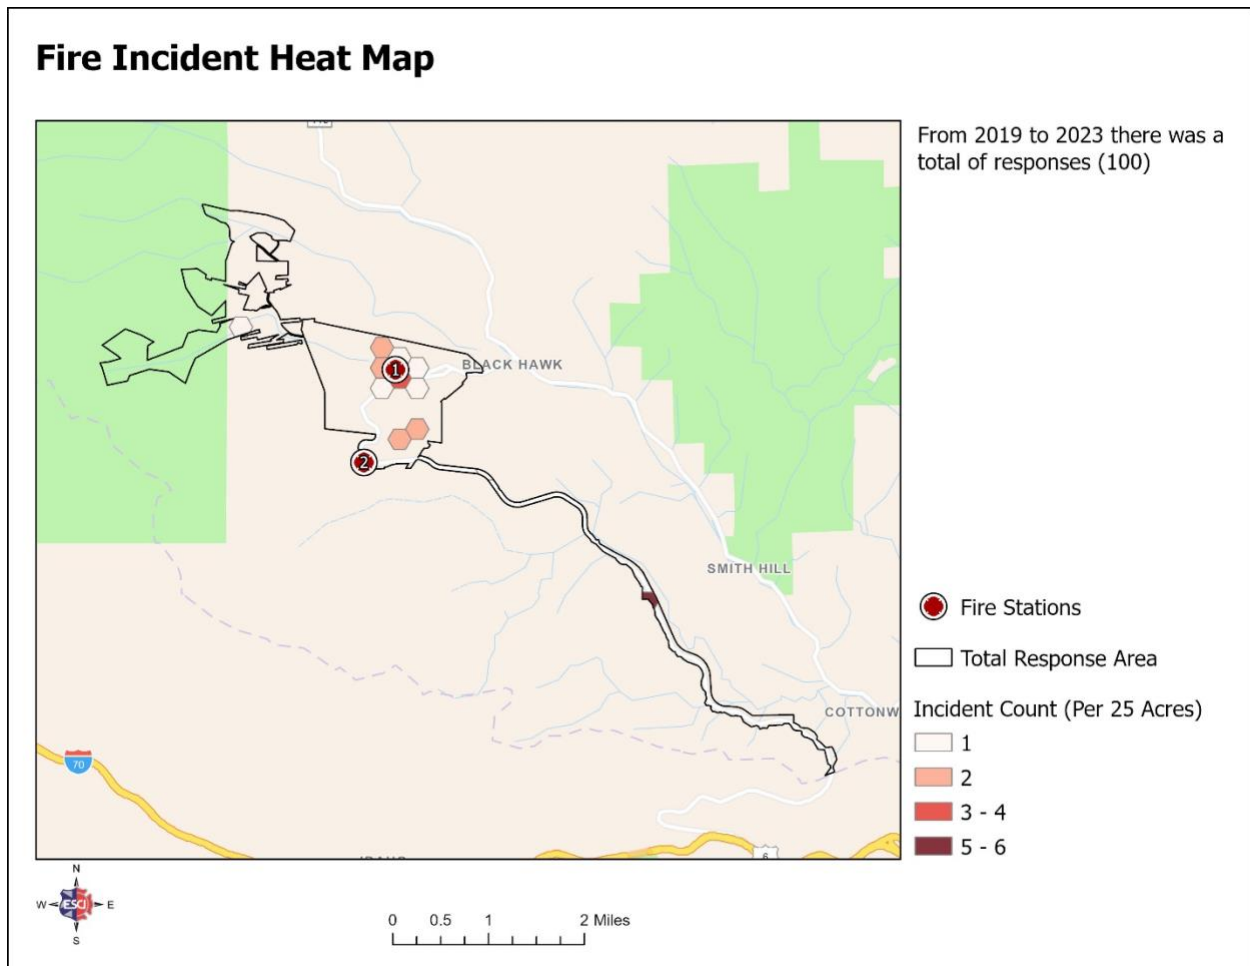 Fire Incident Heat Map
From 2019 to 2023 there was a
total of responses (100)
1
BLACK HAWK
2
SMITH HILL
COTTONW
70
6
Fire Stations
Total Response Area
Incident Count (Per 25 Acres)
1
2
3 - 4
5 - 6
N
W ESCI E
S
0 0.5 1 2 Miles